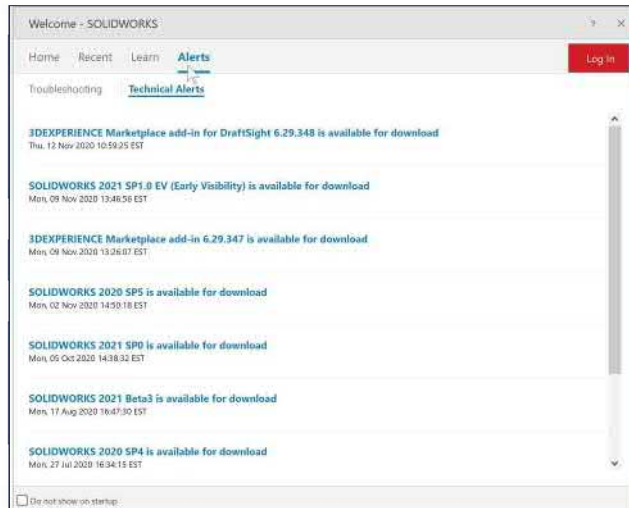 Welcome - SOLIDWORKS
? ×
Home Recent Learn Alerts
Log In
Troubleshooting Technical Alerts
3DEXPERIENCE Marketplace add-in for DraftSight 6.29.348 is available for download
Thu, 12 Nov 2020 10:59:25 EST
SOLIDWORKS 2021 SP1.0 EV (Early Visibility) is available for download
Mon, 09 Nov 2020 13:46:56 EST
3DEXPERIENCE Marketplace add-in 6.29.347 is available for download
Mon, 09 Nov 2020 13:26:07 EST
SOLIDWORKS 2020 SP5 is available for download
Mon, 02 Nov 2020 14:50:18 EST
SOLIDWORKS 2021 SP0 is available for download
Mon, 05 Oct 2020 14:38:32 EST
SOLIDWORKS 2021 Beta3 is available for download
Mon, 17 Aug 2020 16:47:30 EST
SOLIDWORKS 2020 SP4 is available for download
Mon, 27 Jul 2020 16:34:15 EST
Do not show on startup